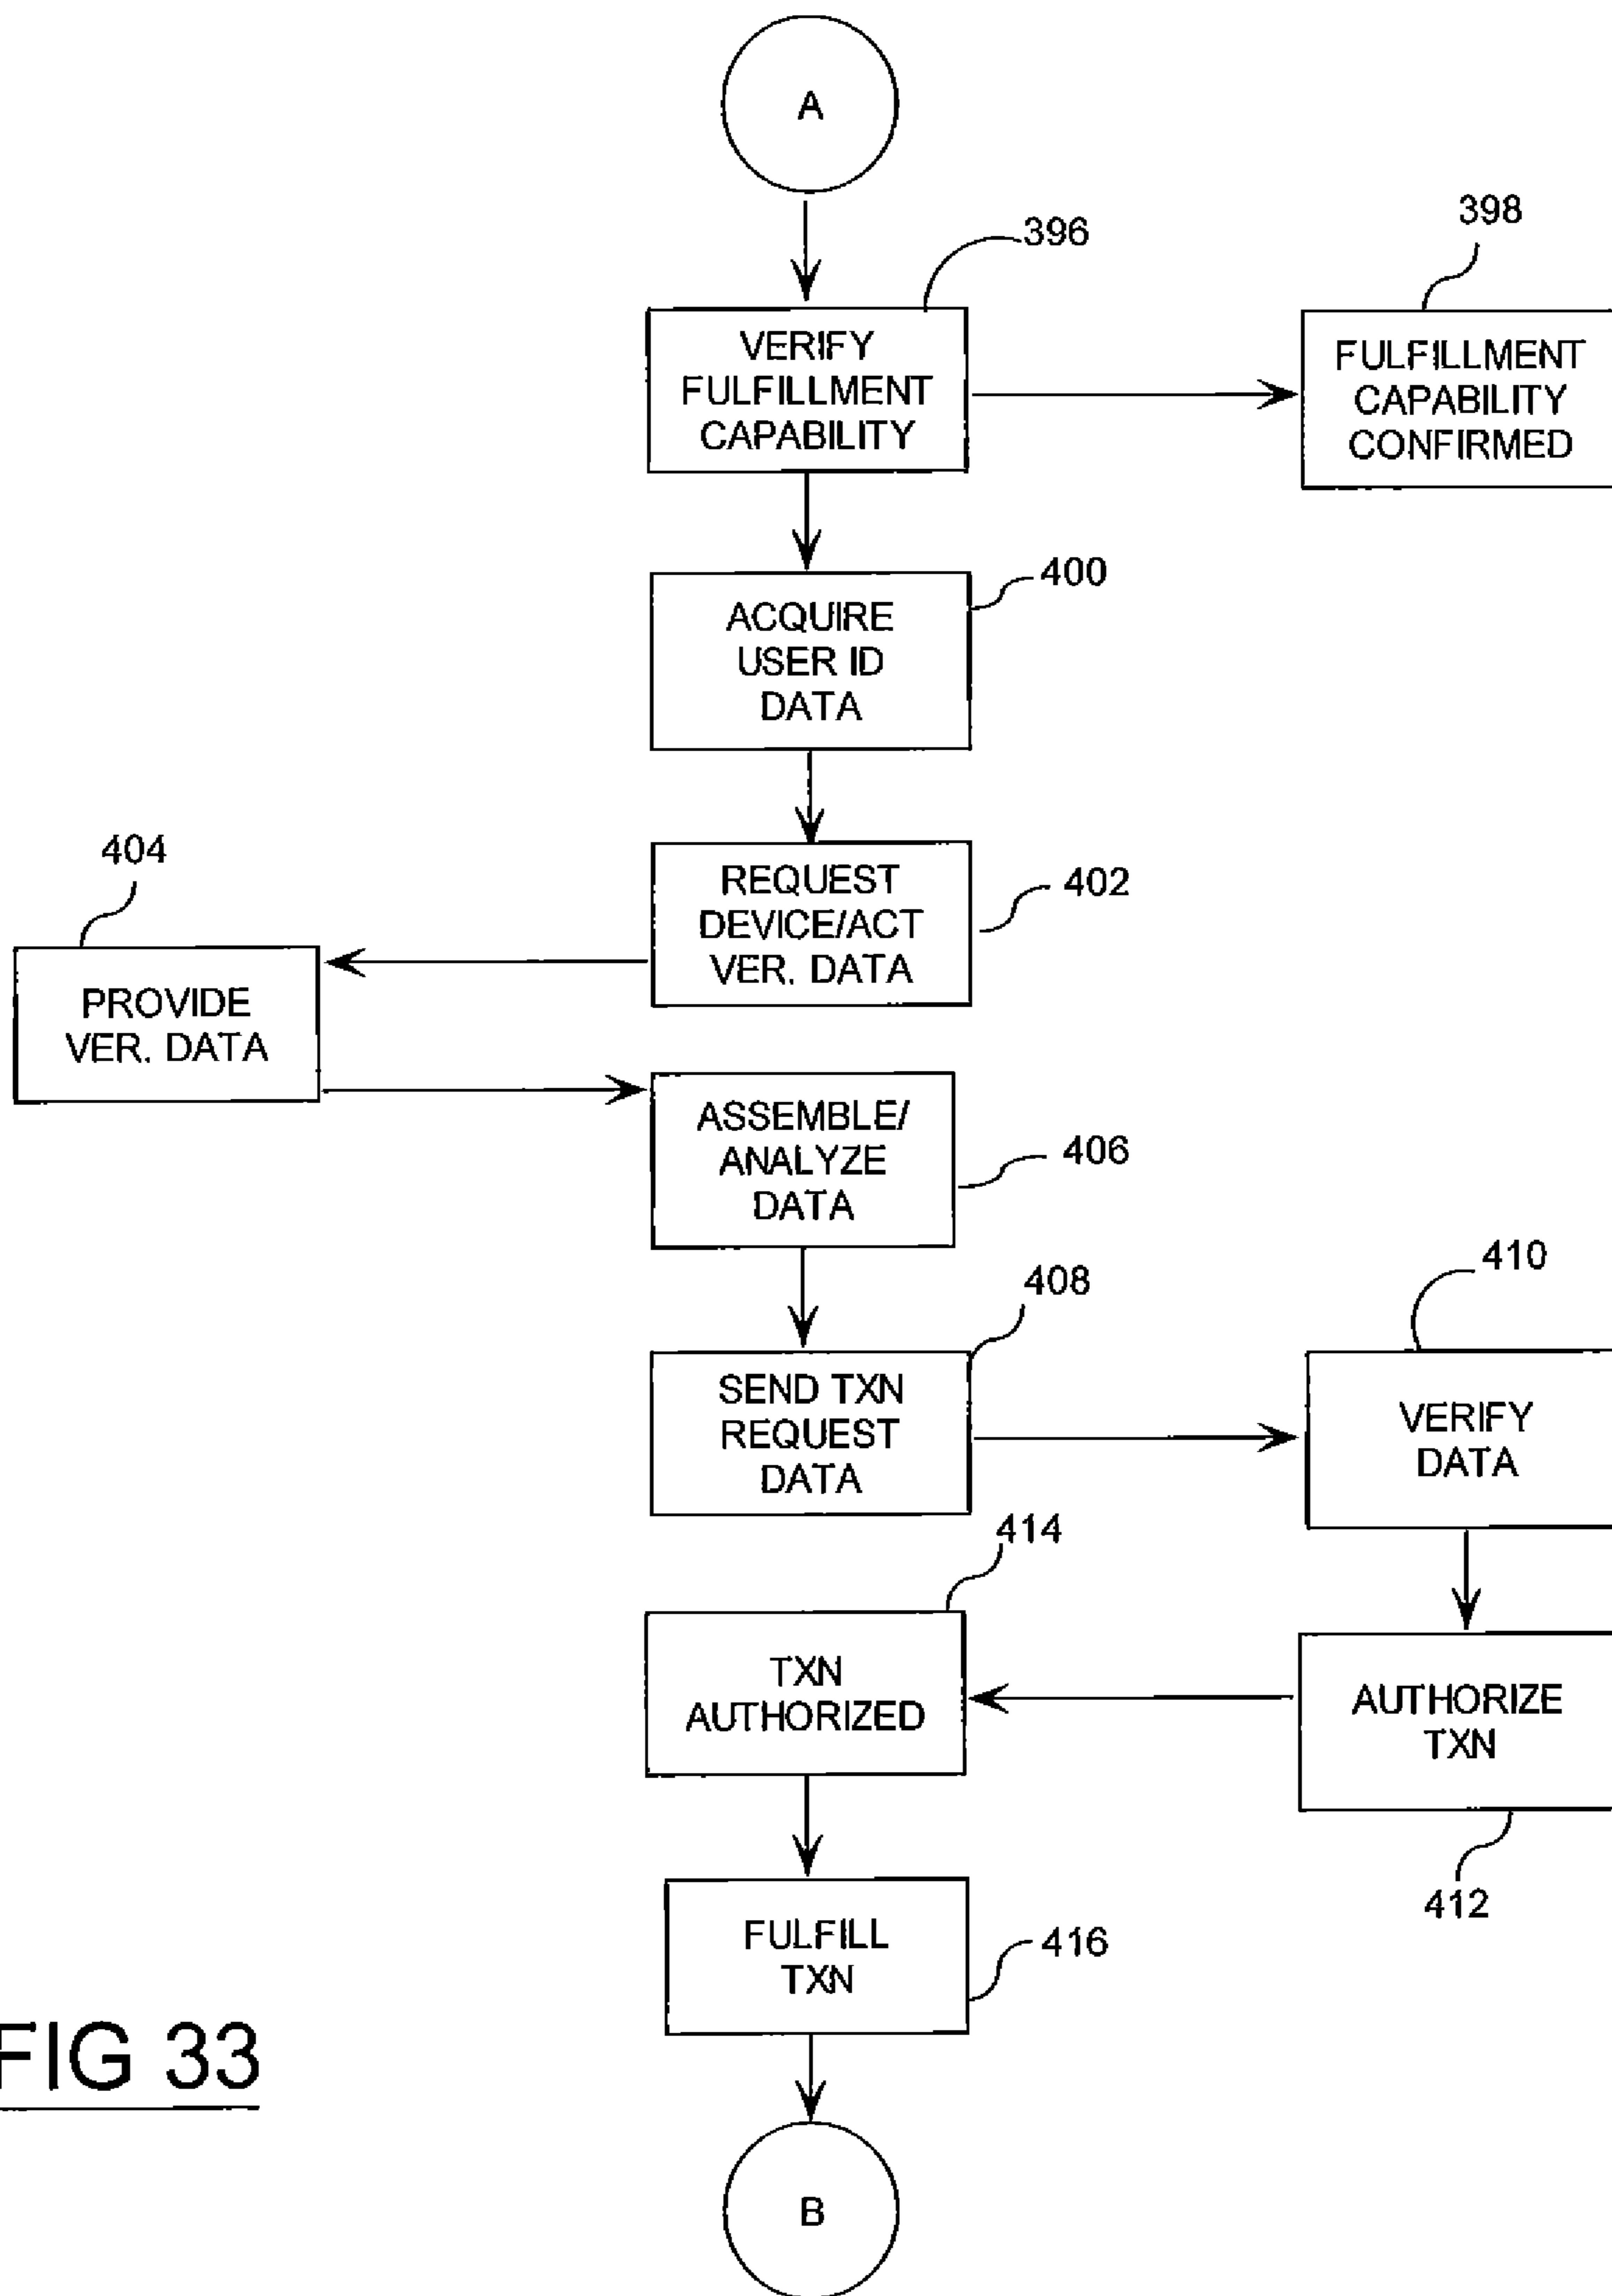 A
396
398
VERIFY
FULFILLMENT
CAPABILITY
FULFILLMENT
CAPABILITY
CONFIRMED
400
ACQUIRE
USER ID
DATA
404
402
REQUEST
DEVICE/ACT
VER. DATA
PROVIDE
VER. DATA
ASSEMBLE/
ANALYZE
DATA
406
408
410
SEND TXN
REQUEST
DATA
VERIFY
DATA
414
TXN
AUTHORIZED
AUTHORIZE
TXN
412
FULFILL
TXN
416
FIG 33
B